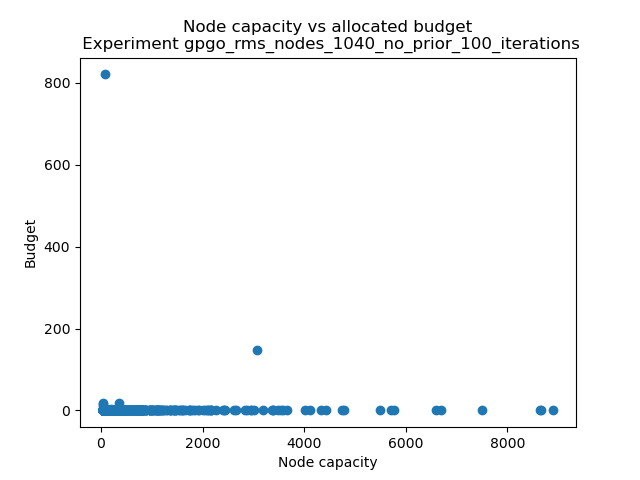 Node capacity vs allocated budget
Experiment gpgo_rms_nodes_1040_no_prior_100_iterations
800
600
400
200
0
Budget
0 2000 4000 6000 8000
Node capacity